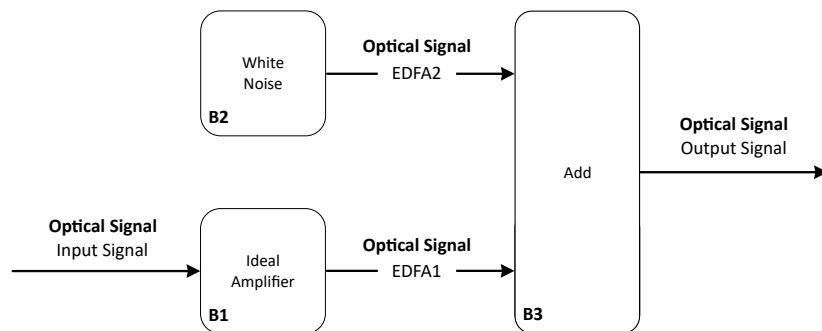 White
Noise
B2
Optical Signal
EDFA2
Add
B3
Optical Signal
Output Signal
Optical Signal
Input Signal
Ideal
Amplifier
B1
Optical Signal
EDFA1